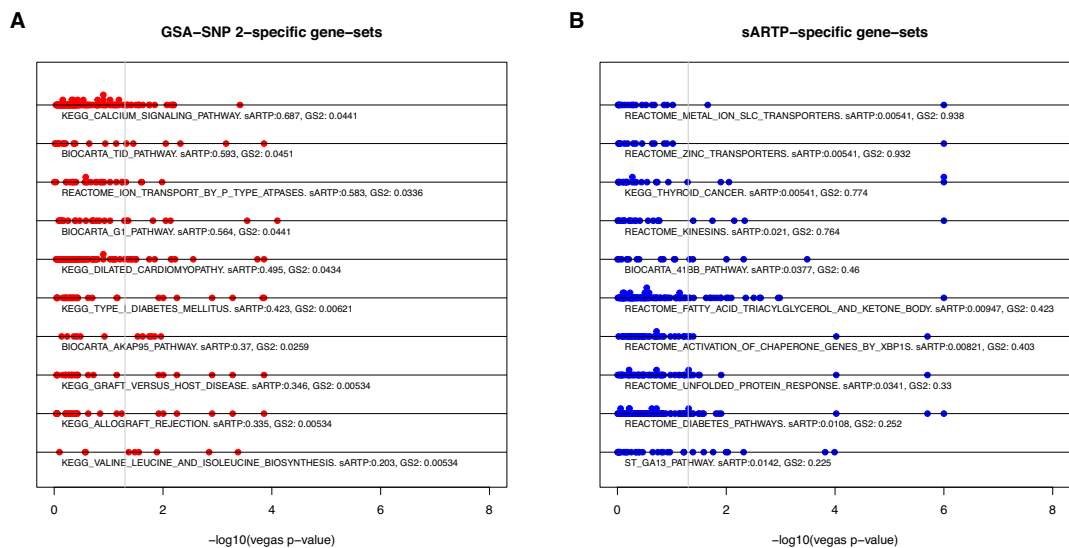 A
GSA−SNP 2−specific gene−sets
KEGG_CALCIUM_SIGNALING_PATHWAY. sARTP:0.687, GS2: 0.0441
BIOCARTA_TID_PATHWAY. sARTP:0.593, GS2: 0.0451
REACTOME_ION_TRANSPORT_BY_P_TYPE_ATPASES. sARTP:0.583, GS2: 0.0336
BIOCARTA_G1_PATHWAY. sARTP:0.564, GS2: 0.0441
KEGG_DILATED_CARDIOMYOPATHY. sARTP:0.495, GS2: 0.0434
KEGG_TYPE_I_DIABETES_MELLITUS. sARTP:0.423, GS2: 0.00621
BIOCARTA_AKAP95_PATHWAY. sARTP:0.37, GS2: 0.0259
KEGG_GRAFT_VERSUS_HOST_DISEASE. sARTP:0.346, GS2: 0.00534
KEGG_ALLOGRAFT_REJECTION. sARTP:0.335, GS2: 0.00534
KEGG_VALINE_LEUCINE_AND_ISOLEUCINE_BIOSYNTHESIS. sARTP:0.203, GS2: 0.00534
0 2 4 6 8
−log10(vegas p−value)
B
sARTP−specific gene−sets
REACTOME_METAL_ION_SLC_TRANSPORTERS. sARTP:0.00541, GS2: 0.938
REACTOME_ZINC_TRANSPORTERS. sARTP:0.00541, GS2: 0.932
KEGG_THYROID_CANCER. sARTP:0.00541, GS2: 0.774
REACTOME_KINESINS. sARTP:0.021, GS2: 0.764
BIOCARTA_41BB_PATHWAY. sARTP:0.0377, GS2: 0.46
REACTOME_FATTY_ACID_TRIACYLGLYCEROL_AND_KETONE_BODY. sARTP:0.00947, GS2: 0.423
REACTOME_ACTIVATION_OF_CHAPERONE_GENES_BY_XBP1S. sARTP:0.00821, GS2: 0.403
REACTOME_UNFOLDED_PROTEIN_RESPONSE. sARTP:0.0341, GS2: 0.33
REACTOME_DIABETES_PATHWAYS. sARTP:0.0108, GS2: 0.252
ST_GA13_PATHWAY. sARTP:0.0142, GS2: 0.225
0 2 4 6 8
−log10(vegas p−value)